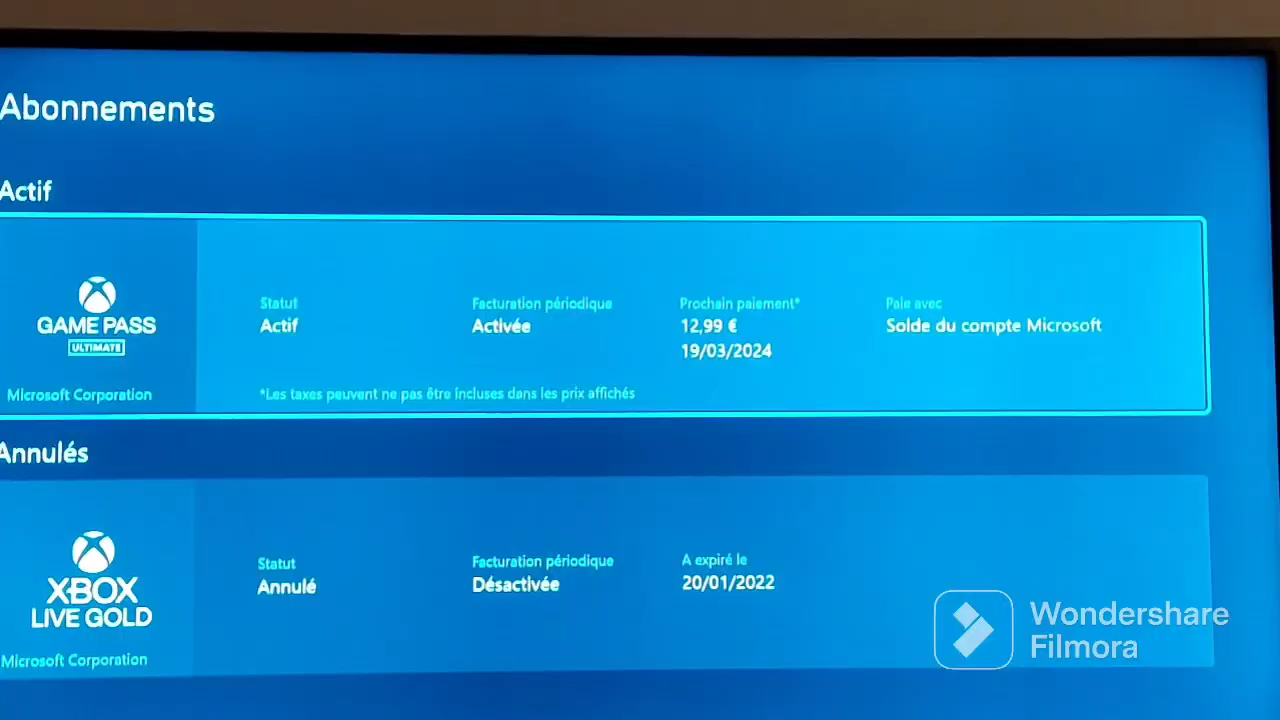 Abonnements
Actif
GAME PASS
ULTIMATE
Microsoft Corporation
Statut
Actif
Facturation périodique
Activée
Prochain paiement*
12,99 €
19/03/2024
Paie avec
Solde du compte Microsoft
*Les taxes peuvent ne pas être incluses dans les prix affichés
Annulés
XBOX
LIVE GOLD
Microsoft Corporation
Statut
Annulé
Facturation périodique
Désactivée
A expiré le
20/01/2022
Wondershare
Filmora